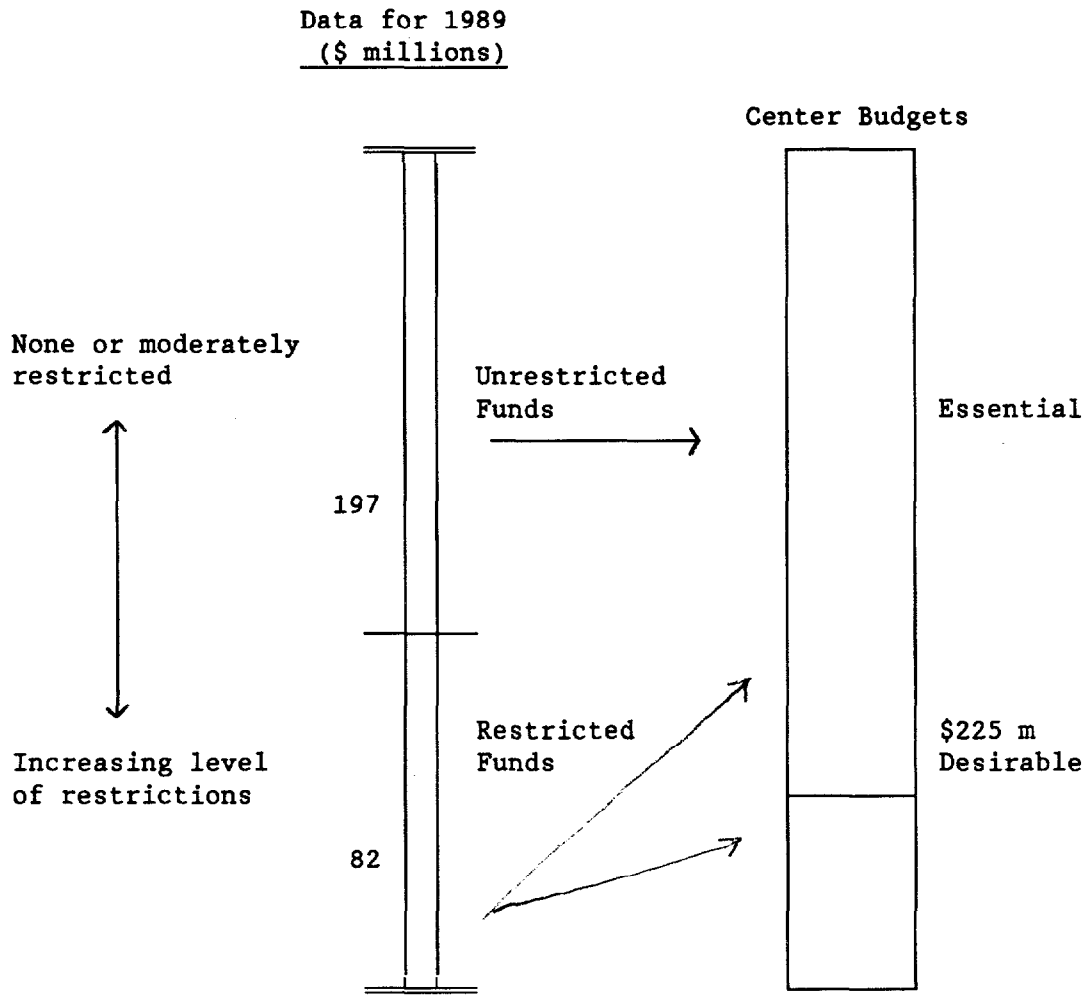 Data for 1989
($ millions)
Center Budgets
None or moderately
restricted
Unrestricted
Funds
Essential
197
Restricted
Funds
$225 m
Desirable
Increasing level
of restrictions
82